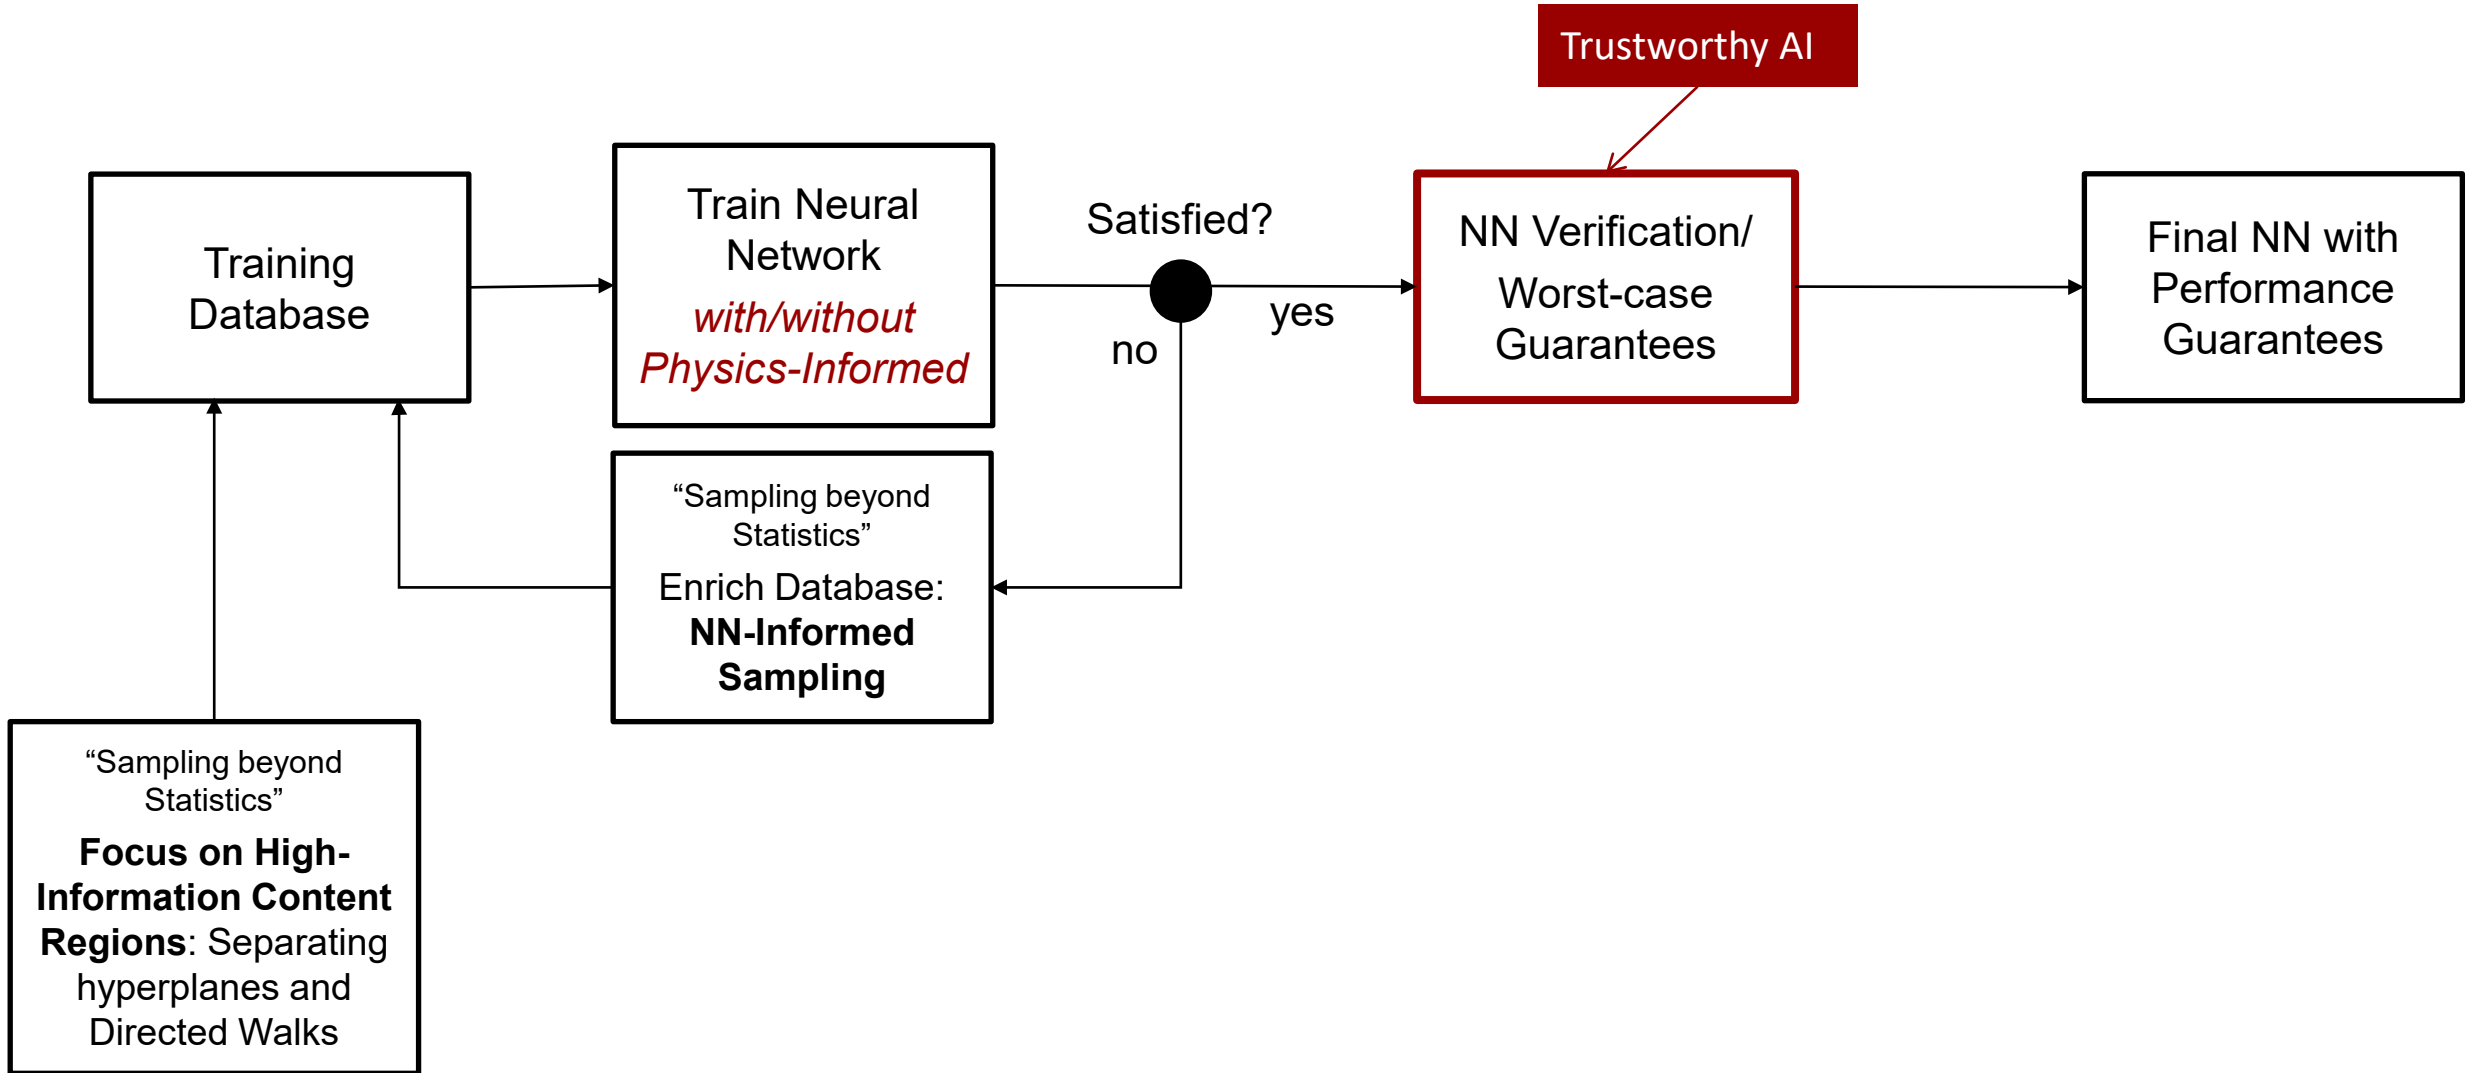 Trustworthy AI
Training
Database
Train Neural
Network
with/without
Physics-Informed
Satisfied?
yes
no
NN Verification/
Worst-case
Guarantees
Final NN with
Performance
Guarantees
“Sampling beyond
Statistics”
Enrich Database:
NN-Informed
Sampling
“Sampling beyond
Statistics”
Focus on High-
Information Content
Regions: Separating
hyperplanes and
Directed Walks